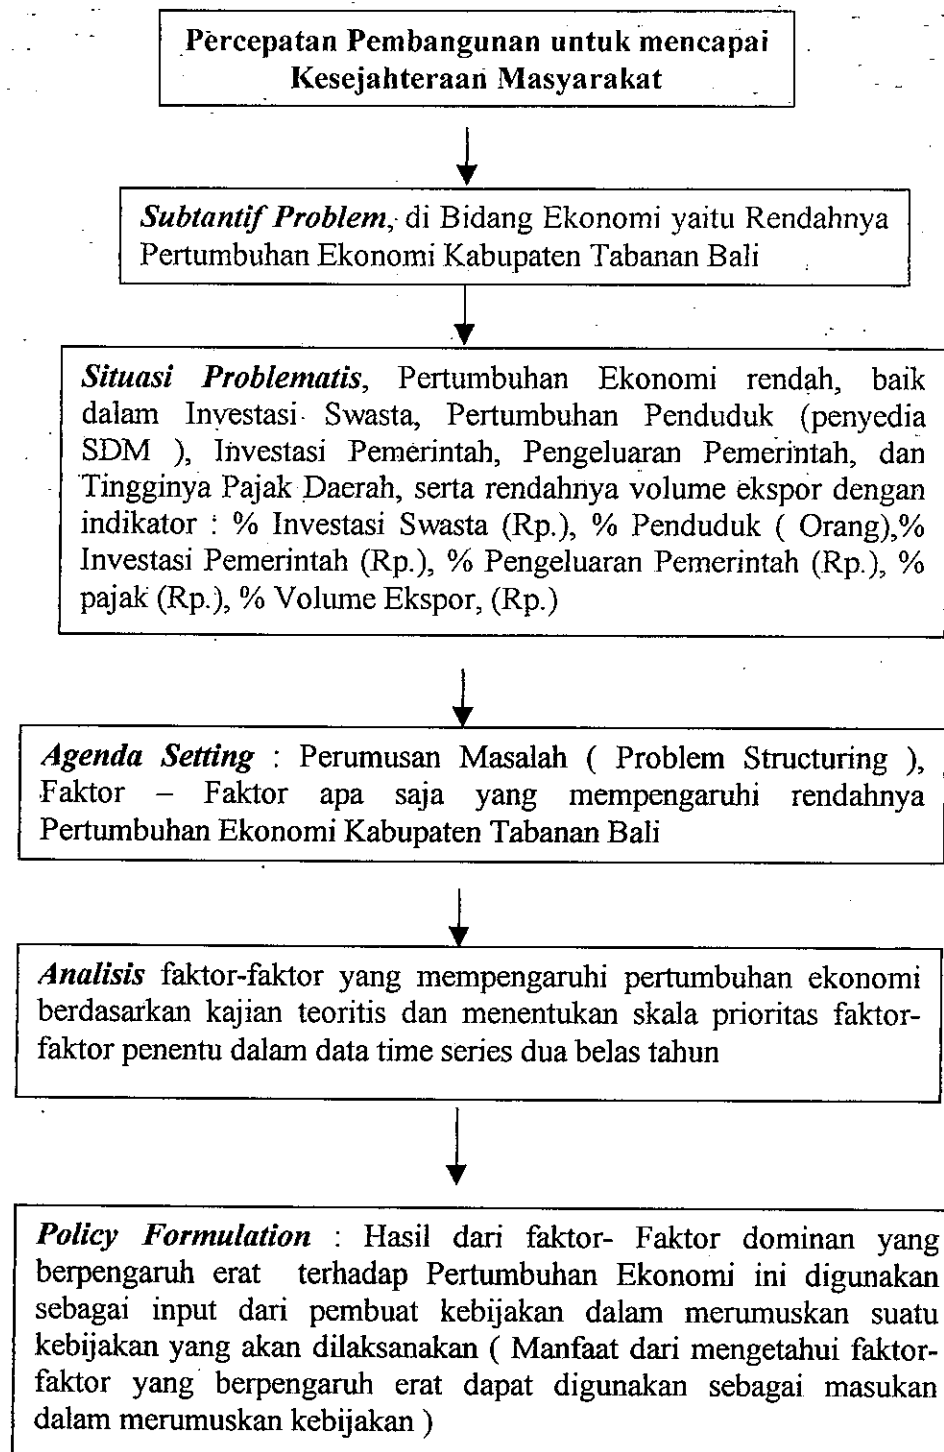 Percepatan Pembangunan untuk mencapai
Kesejahteraan Masyarakat
Subtantif Problem, di Bidang Ekonomi yaitu Rendahnya
Pertumbuhan Ekonomi Kabupaten Tabanan Bali
Situasi Problematis, Pertumbuhan Ekonomi rendah, baik
dalam Investasi Swasta, Pertumbuhan Penduduk (penyedia
SDM ), Investasi Pemerintah, Pengeluaran Pemerintah, dan
Tingginya Pajak Daerah, serta rendahnya volume ekspor dengan
indikator : % Investasi Swasta (Rp.), % Penduduk ( Orang),%
Investasi Pemerintah (Rp.), % Pengeluaran Pemerintah (Rp.), %
pajak (Rp.), % Volume Ekspor, (Rp.)
Agenda Setting : Perumusan Masalah ( Problem Structuring ),
Faktor – Faktor apa saja yang mempengaruhi rendahnya
Pertumbuhan Ekonomi Kabupaten Tabanan Bali
Analisis faktor-faktor yang mempengaruhi pertumbuhan ekonomi
berdasarkan kajian teoritis dan menentukan skala prioritas faktor-
faktor penentu dalam data time series dua belas tahun
Policy Formulation : Hasil dari faktor- Faktor dominan yang
berpengaruh erat terhadap Pertumbuhan Ekonomi ini digunakan
sebagai input dari pembuat kebijakan dalam merumuskan suatu
kebijakan yang akan dilaksanakan ( Manfaat dari mengetahui faktor-
faktor yang berpengaruh erat dapat digunakan sebagai masukan
dalam merumuskan kebijakan )